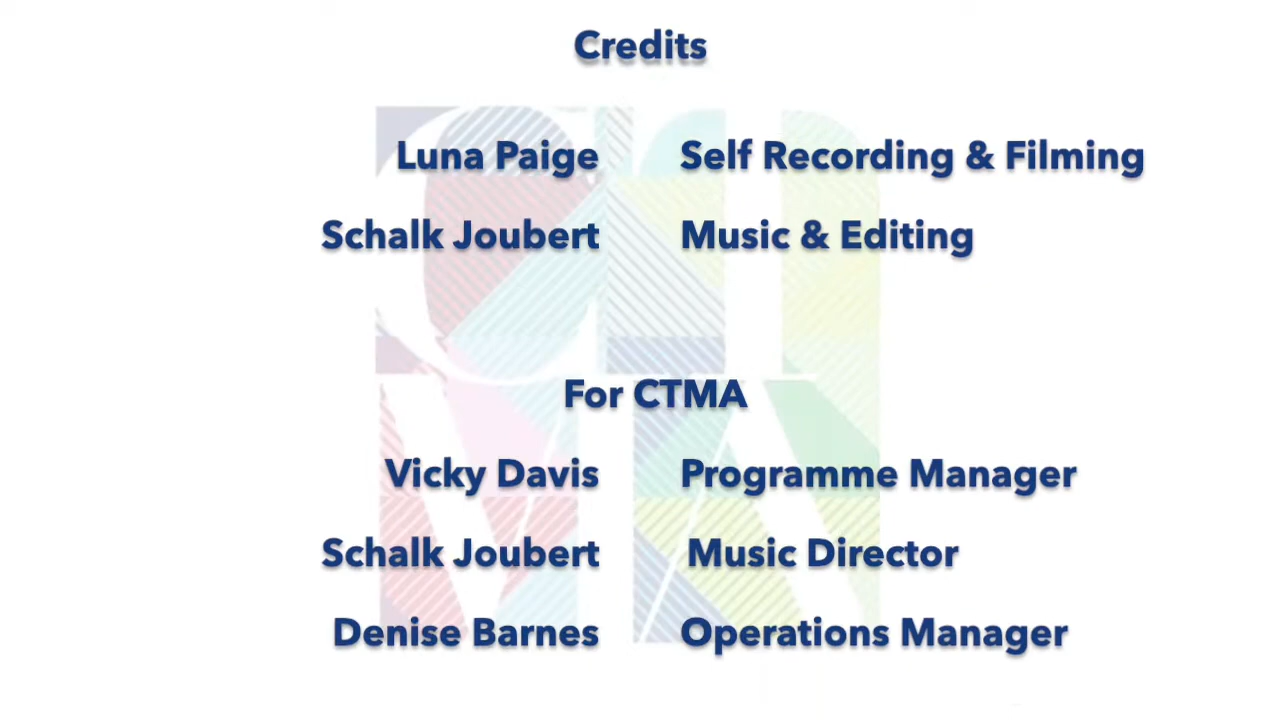 Credits
Luna Paige Self Recording & Filming
Schalk Joubert Music & Editing
For CTMA
Vicky Davis Programme Manager
Schalk Joubert Music Director
Denise Barnes Operations Manager